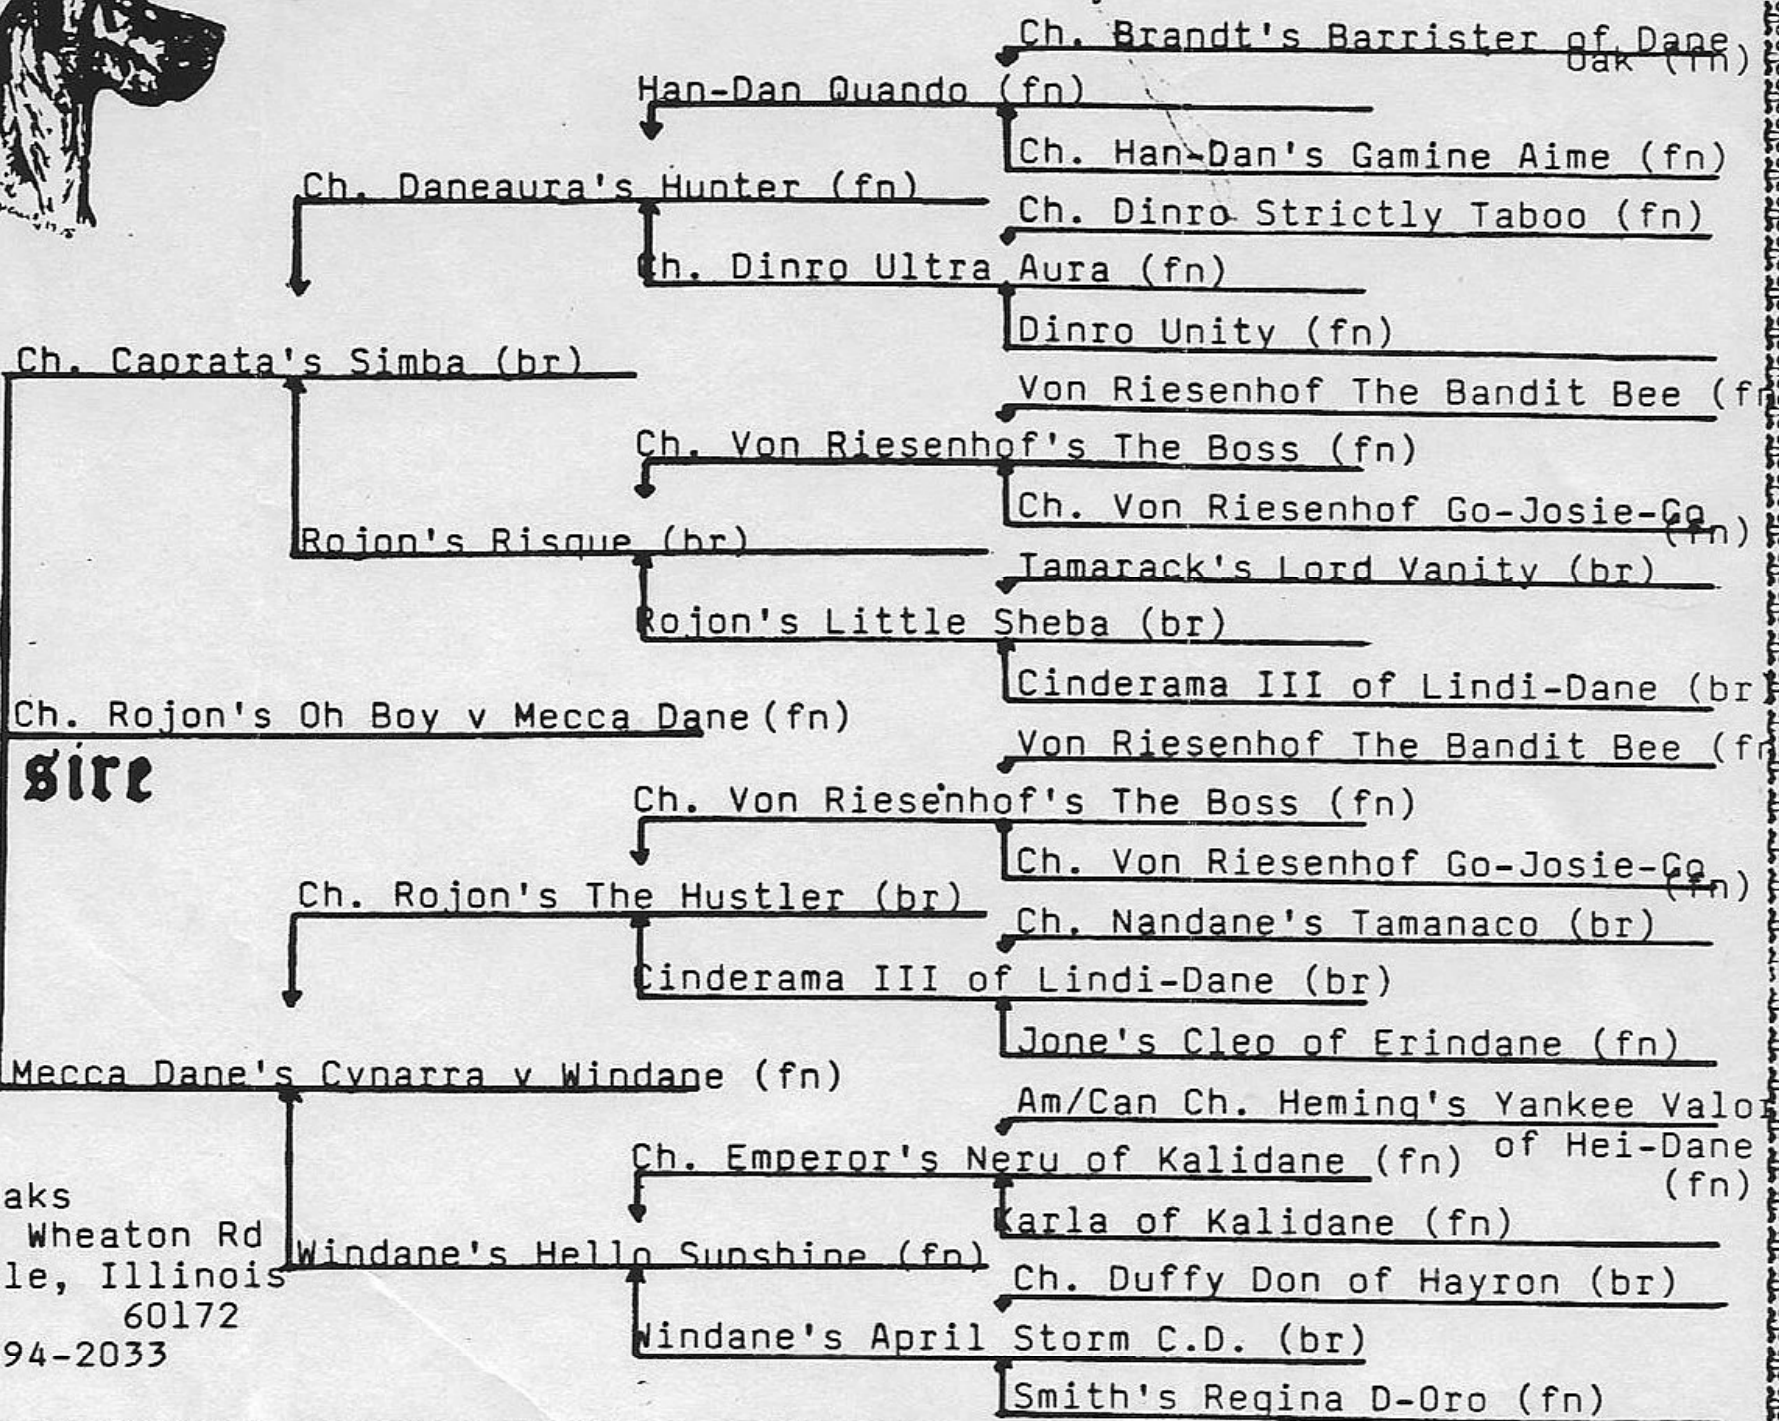 Ch. Brandt's Barrister of Dane
Oak (fn)
Han-Dan Quando (fn)
Ch. Han-Dan's Gamine Aime (fn)
Ch. Daneaura's Hunter (fn)
Ch. Dinro Strictly Taboo (fn)
Ch. Dinro Ultra Aura (fn)
Dinro Unity (fn)
Ch. Caprata's Simba (br)
Von Riesenhof The Bandit Bee (fn
Ch. Von Riesenhof's The Boss (fn)
Ch. Von Riesenhof Go-Josie-Go
(fn)
Rojon's Risque (br)
Tamarack's Lord Vanity (br)
Rojon's Little Sheba (br)
Cinderama III of Lindi-Dane (br)
Ch. Rojon's Oh Boy v Mecca Dane (fn)
sire
Von Riesenhof The Bandit Bee (fn
Ch. Von Riesenhof's The Boss (fn)
Ch. Von Riesenhof Go-Josie-Go
(fn)
Ch. Rojon's The Hustler (br)
Ch. Nandane's Tamanaco (br)
Cinderama III of Lindi-Dane (br)
Jone's Cleo of Erindane (fn)
Mecca Dane's Cynarra v Windane (fn)
Am/Can Ch. Heming's Yankee Valor
of Hei-Dane
(fn)
Ch. Emperor's Neru of Kalidane (fn)
Karla of Kalidane (fn)
Windane's Hello Sunshine (fn)
Ch. Duffy Don of Hayron (br)
Windane's April Storm C.D. (br)
Smith's Regina D-Oro (fn)
aks
Wheaton Rd
le, Illinois
60172
94-2033